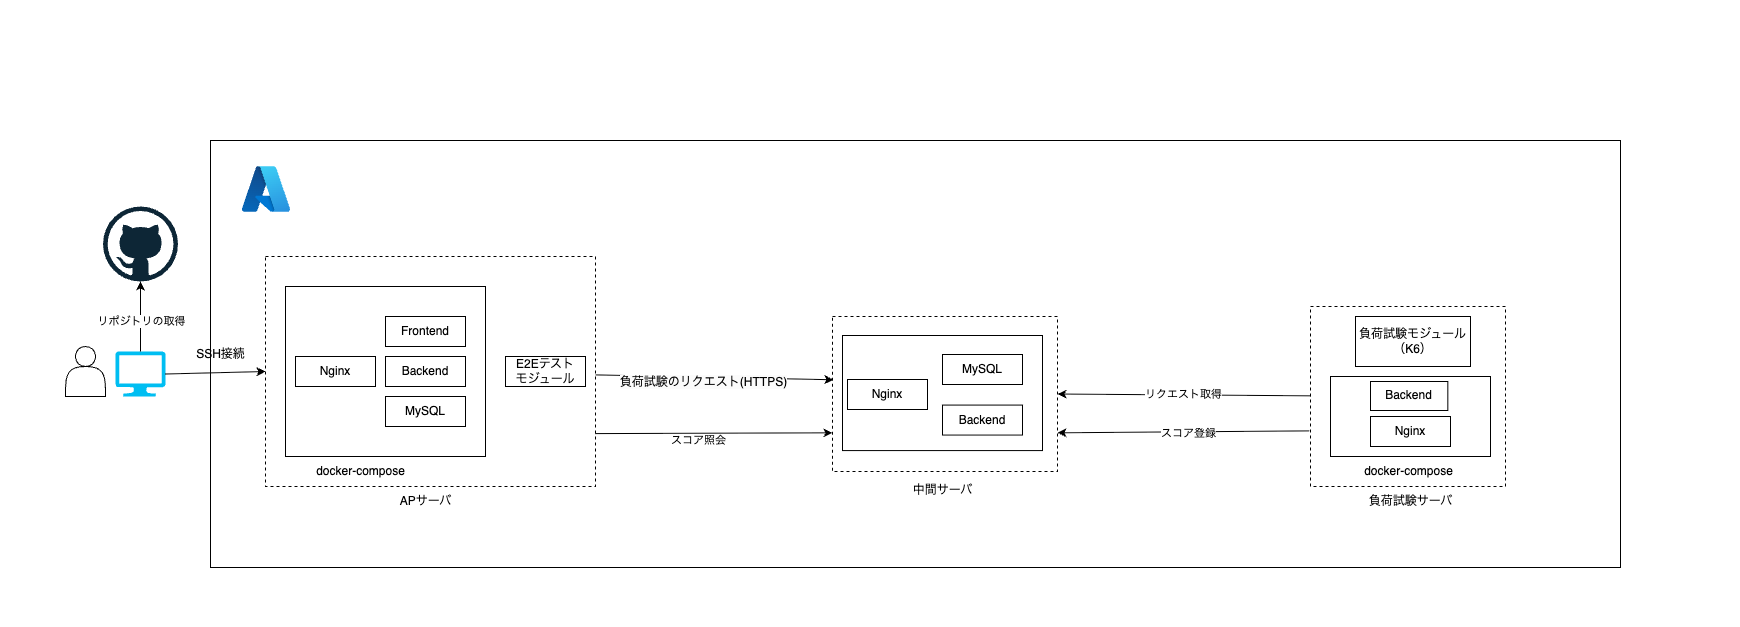 リポジトリの取得
SSH接続
Frontend
Nginx
Backend
MySQL
docker-compose
E2Eテスト
モジュール
APサーバ
負荷試験のリクエスト(HTTPS)
スコア照会
MySQL
Nginx
Backend
中間サーバ
リクエスト取得
スコア登録
負荷試験モジュール
（K6）
Backend
Nginx
docker-compose
負荷試験サーバ